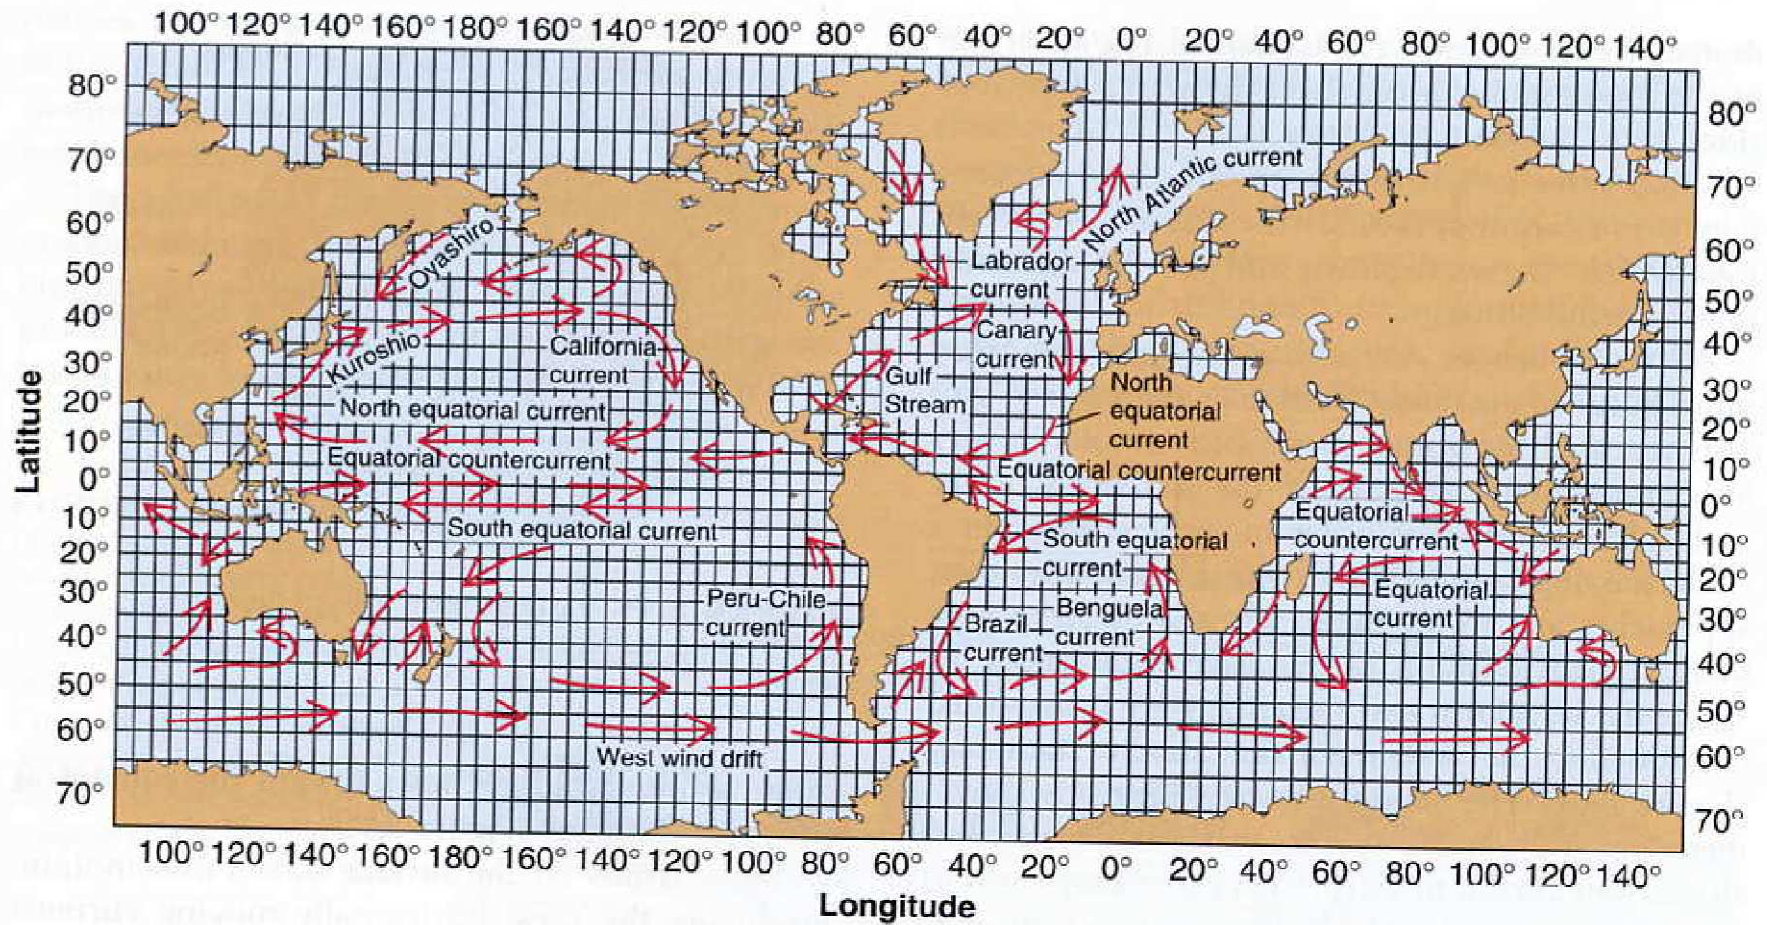 100° 120° 140° 160° 180° 160° 140° 120° 100° 80° 60° 40° 20° 0° 20° 40° 60° 80° 100° 120° 140°
Latitude
80°
70°
60°
50°
40°
30°
20°
10°
0°
10°
20°
30°
40°
50°
60°
70°
Oyashiro
Kuroshio
California
current
North equatorial current
Equatorial countercurrent
South equatorial current
Peru-Chile
current
West wind drift
North Atlantic current
Labrador
current
Canary
current
Gulf
Stream
North
equatorial
current
Equatorial countercurrent
South equatorial
current
Brazil
current
Benguela
current
Equatorial
countercurrent
Equatorial
current
80°
70°
60°
50°
40°
30°
20°
10°
0°
10°
20°
30°
40°
50°
60°
70°
100° 120° 140° 160° 180° 160° 140° 120° 100° 80° 60° 40° 20° 0° 20° 40° 60° 80° 100° 120° 140°
Longitude